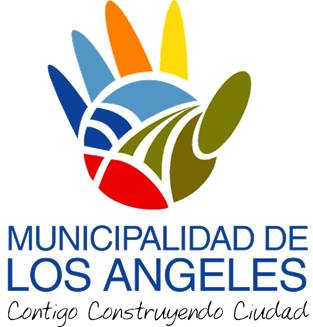 MUNICIPALIDAD DE
LOS ANGELES
Contigo Construyendo Ciudad